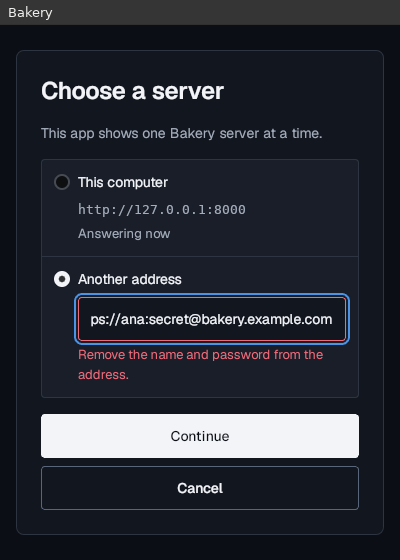 Bakery
Choose a server
This app shows one Bakery server at a time.
This computer
http://127.0.0.1:8000
Answering now
Another address
ps://ana:secret@bakery.example.com
Remove the name and password from the
address.
Continue
Cancel